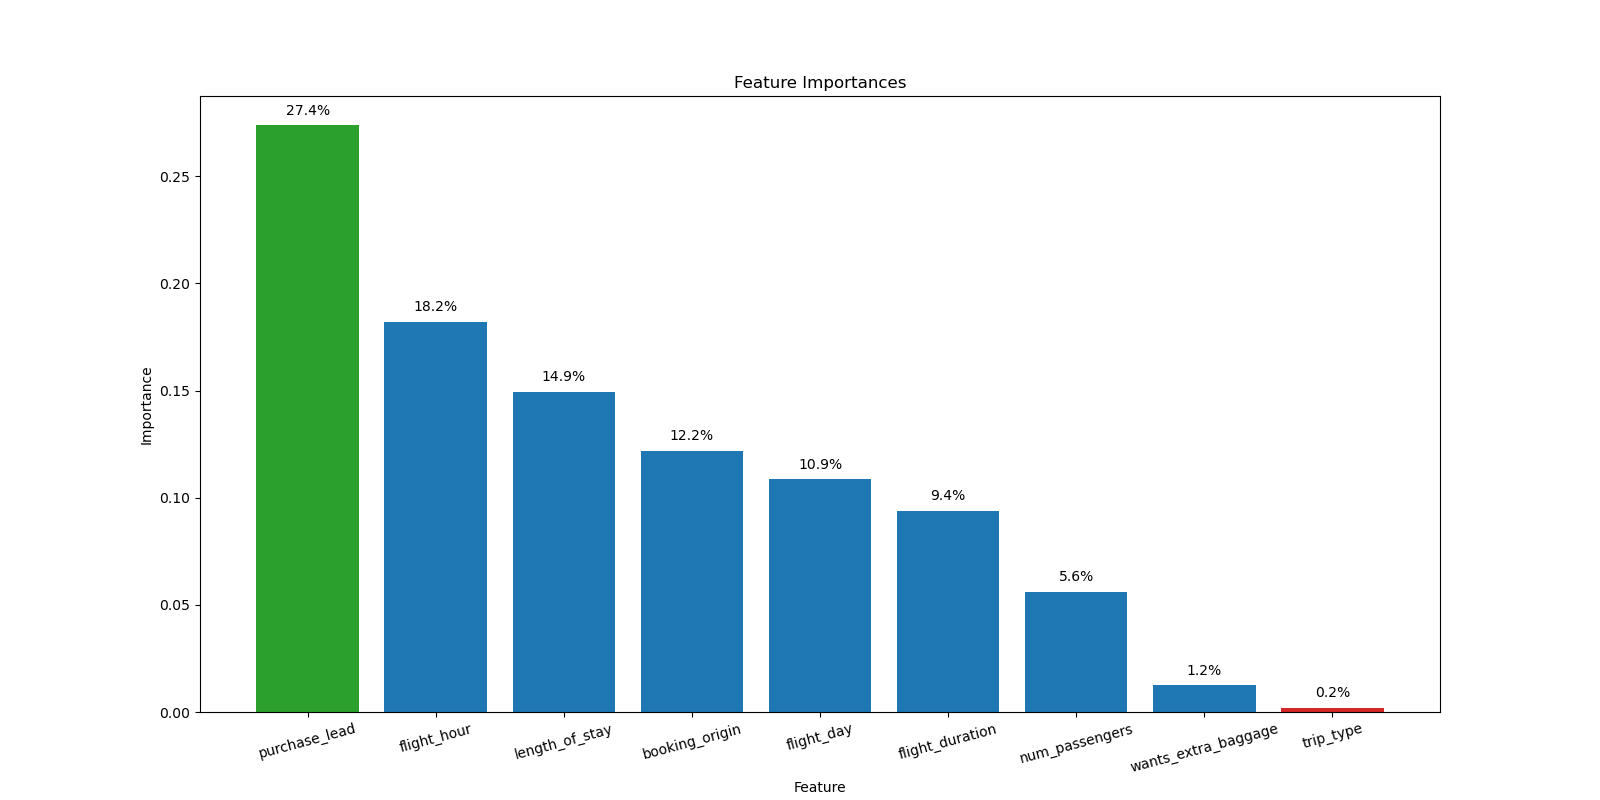 Feature Importances
27.4%
18.2%
14.9%
12.2%
10.9%
9.4%
5.6%
1.2%
0.2%
Importance
0.25
0.20
0.15
0.10
0.05
0.00
purchase_lead
flight_hour
length_of_stay
booking_origin
flight_day
flight_duration
num_passengers
wants_extra_baggage
trip_type
Feature